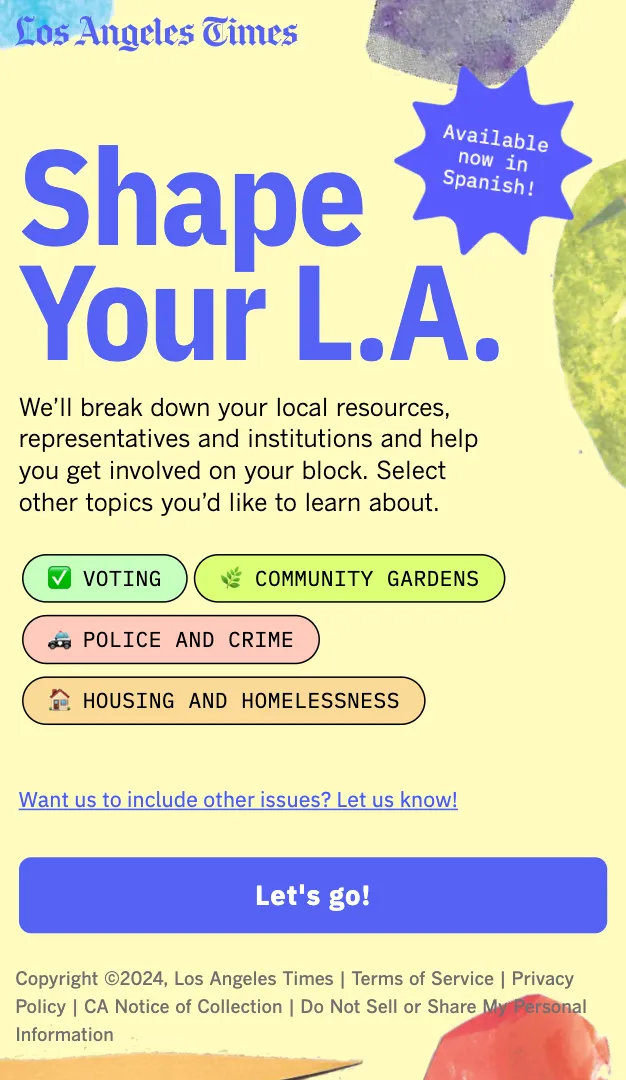 Los Angeles Times
Available
now in
Spanish!
Shape
Your L.A.
We’ll break down your local resources,
representatives and institutions and help
you get involved on your block. Select
other topics you’d like to learn about.
✅ VOTING
🌿 COMMUNITY GARDENS
🚓 POLICE AND CRIME
🏠 HOUSING AND HOMELESSNESS
Want us to include other issues? Let us know!
Let's go!
Copyright ©2024, Los Angeles Times | Terms of Service | Privacy
Policy | CA Notice of Collection | Do Not Sell or Share My Personal
Information